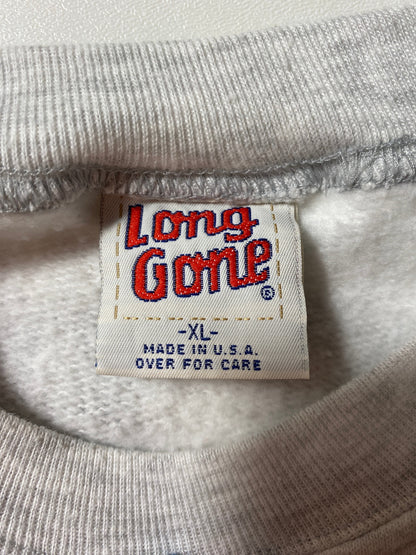 Long
Gone®
-XL-
MADE IN U.S.A.
OVER FOR CARE